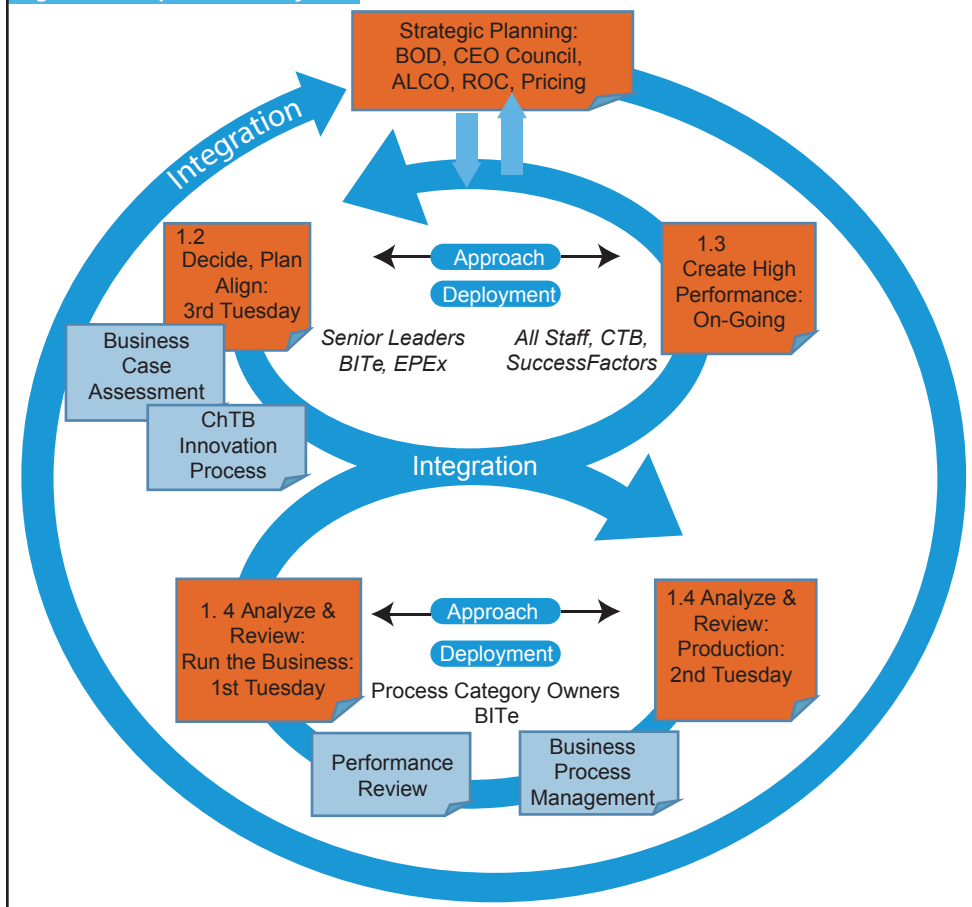 Strategic Planning:
BOD, CEO Council,
ALCO, ROC, Pricing
Integration
1.2
Decide, Plan
Align:
3rd Tuesday
Approach
Deployment
1.3
Create High
Performance:
On-Going
Senior Leaders
BITe, EPEx
All Staff, CTB,
SuccessFactors
Business
Case
Assessment
ChTB
Innovation
Process
Integration
1. 4 Analyze &
Review:
Run the Business:
1st Tuesday
Approach
Deployment
Process Category Owners
BITe
1.4 Analyze &
Review:
Production:
2nd Tuesday
Performance
Review
Business
Process
Management